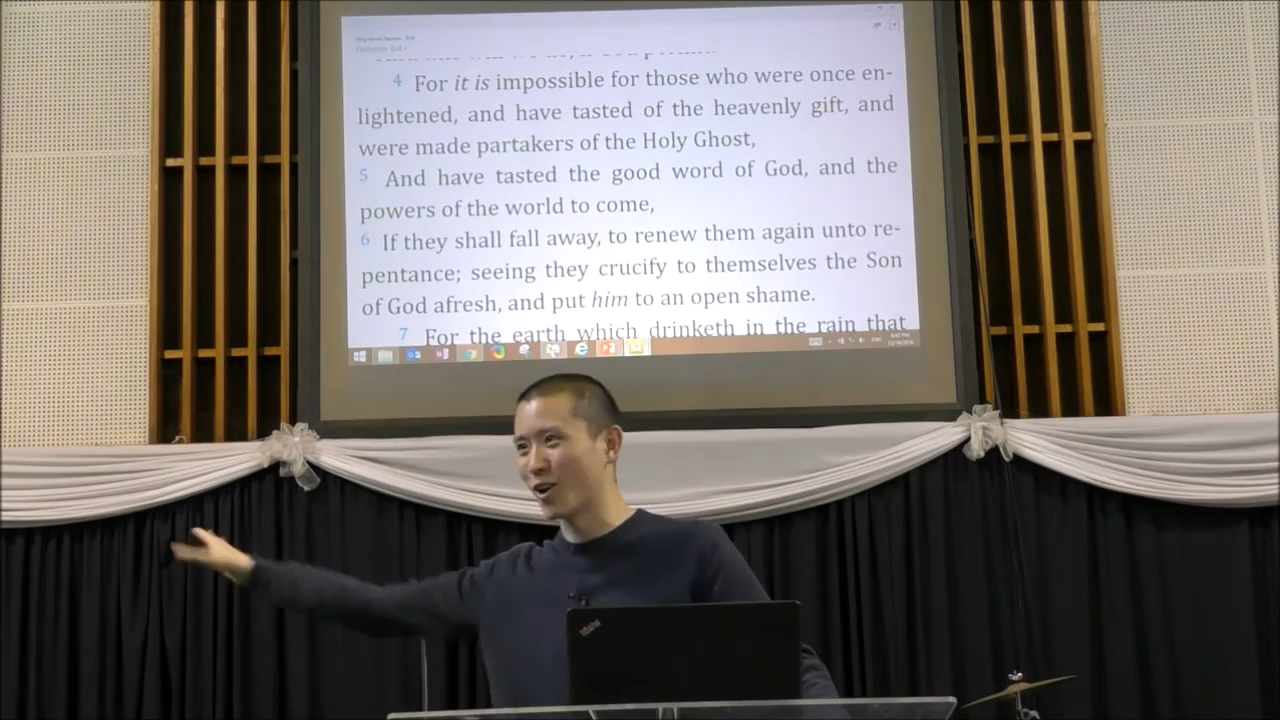 Hebrews 6:4
4 For it is impossible for those who were once en-
lightened, and have tasted of the heavenly gift, and
were made partakers of the Holy Ghost,
5 And have tasted the good word of God, and the
powers of the world to come,
6 If they shall fall away, to renew them again unto re-
pentance; seeing they crucify to themselves the Son
of God afresh, and put him to an open shame.
7 For the earth which drinketh in the rain that
ThinkPad